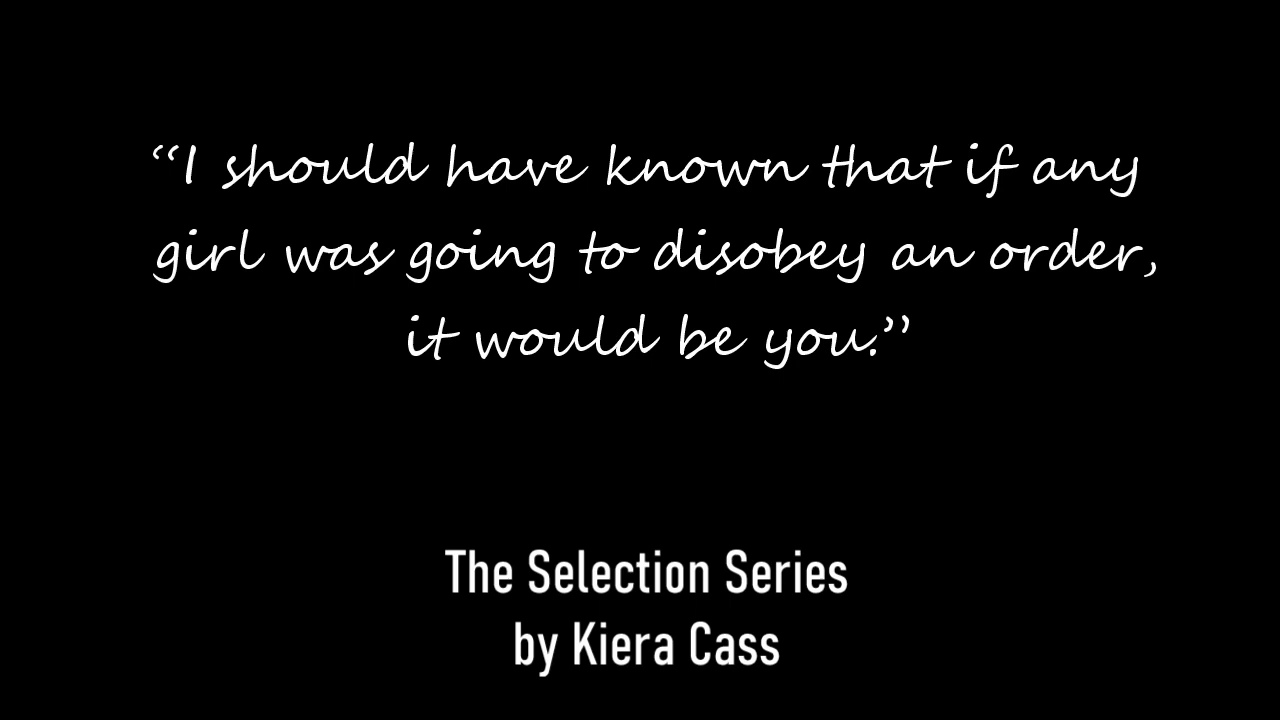 “I should have known that if any
girl was going to disobey an order,
it would be you.”
The Selection Series
by Kiera Cass